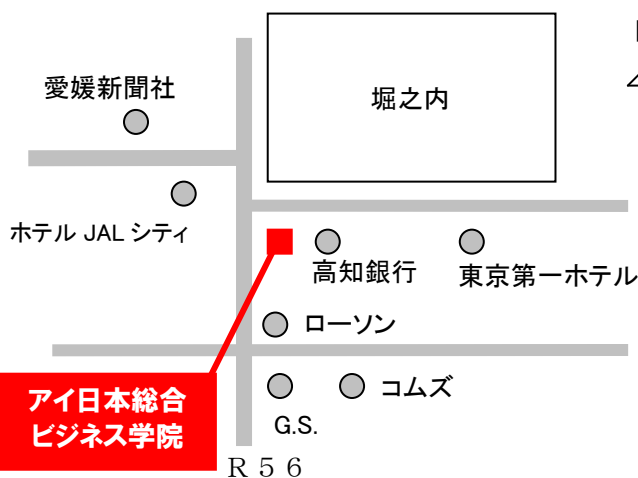 愛媛新聞社
堀之内
ホテル JAL シティ
高知銀行
東京第一ホテル
ローソン
アイ日本総合
ビジネス学院
コムズ
G.S.
Ｒ５６